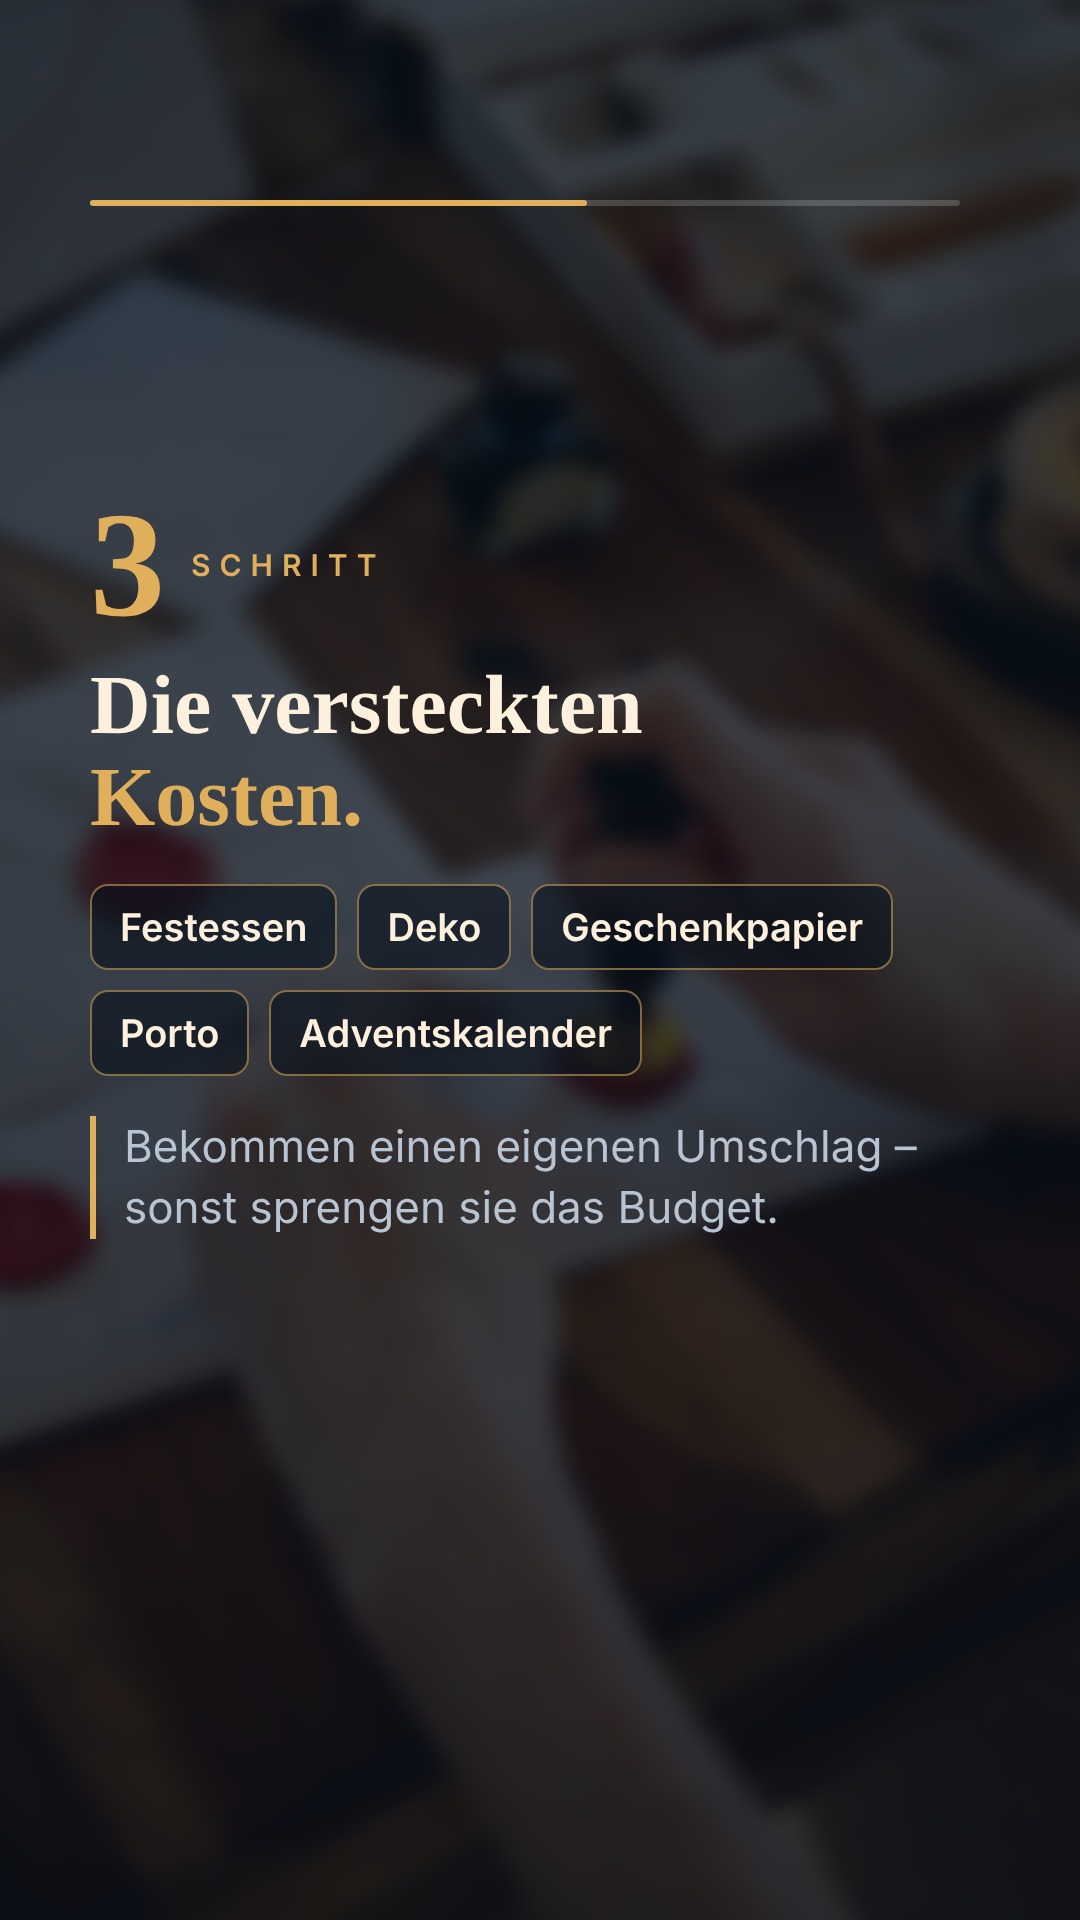 3 SCHRITT
Die versteckten
Kosten.
Festessen Deko Geschenkpapier
Porto Adventskalender
Bekommen einen eigenen Umschlag –
sonst sprengen sie das Budget.